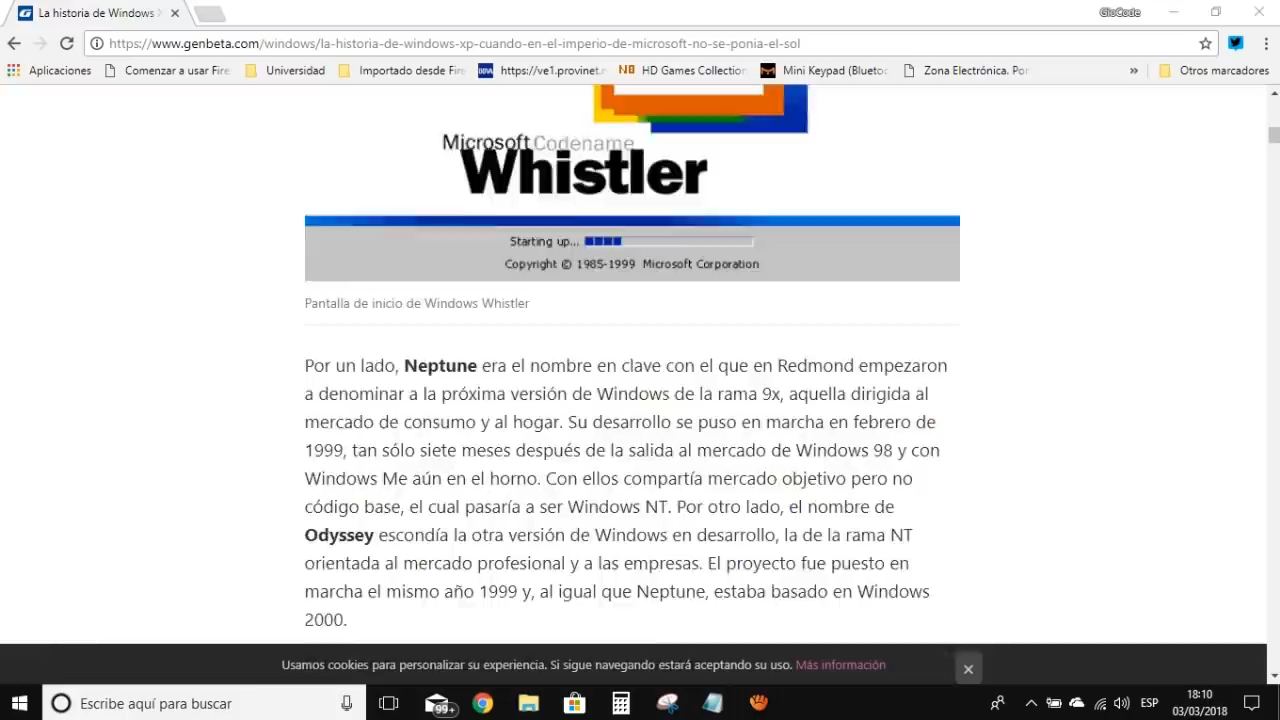 La historia de Windows X
GioCode
https://www.genbeta.com/windows/la-historia-de-windows-xp-cuando-en-el-imperio-de-microsoft-no-se-ponia-el-sol
Aplicaciones Comenzar a usar Fire Universidad Importado desde Fire https://ve1.provinet.n HD Games Collection Mini Keypad (Bluetoo Zona Electrónica. Por » Otros marcadores
Microsoft Codename
Whistler
Starting up...
Copyright © 1985-1999 Microsoft Corporation
Pantalla de inicio de Windows Whistler
Por un lado, Neptune era el nombre en clave con el que en Redmond empezaron
a denominar a la próxima versión de Windows de la rama 9x, aquella dirigida al
mercado de consumo y al hogar. Su desarrollo se puso en marcha en febrero de
1999, tan sólo siete meses después de la salida al mercado de Windows 98 y con
Windows Me aún en el horno. Con ellos compartía mercado objetivo pero no
código base, el cual pasaría a ser Windows NT. Por otro lado, el nombre de
Odyssey escondía la otra versión de Windows en desarrollo, la de la rama NT
orientada al mercado profesional y a las empresas. El proyecto fue puesto en
marcha el mismo año 1999 y, al igual que Neptune, estaba basado en Windows
2000.
Usamos cookies para personalizar su experiencia. Si sigue navegando estará aceptando su uso. Más información
Escribe aquí para buscar
99+
ESP
18:10
03/03/2018